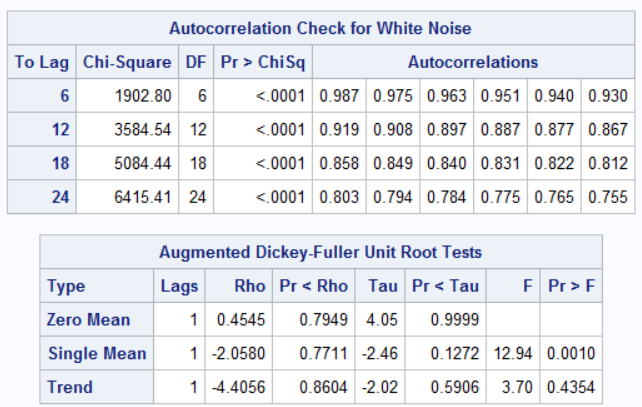 Autocorrelation Check for White Noise
To Lag Chi-Square DF Pr > ChiSq Autocorrelations
6 1902.80 6 <.0001 0.987 0.975 0.963 0.951 0.940 0.930
12 3584.54 12 <.0001 0.919 0.908 0.897 0.887 0.877 0.867
18 5084.44 18 <.0001 0.858 0.849 0.840 0.831 0.822 0.812
24 6415.41 24 <.0001 0.803 0.794 0.784 0.775 0.765 0.755
Augmented Dickey-Fuller Unit Root Tests
Type Lags Rho Pr < Rho Tau Pr < Tau F Pr > F
Zero Mean 1 0.4545 0.7949 4.05 0.9999
Single Mean 1 -2.0580 0.7711 -2.46 0.1272 12.94 0.0010
Trend 1 -4.4056 0.8604 -2.02 0.5906 3.70 0.4354